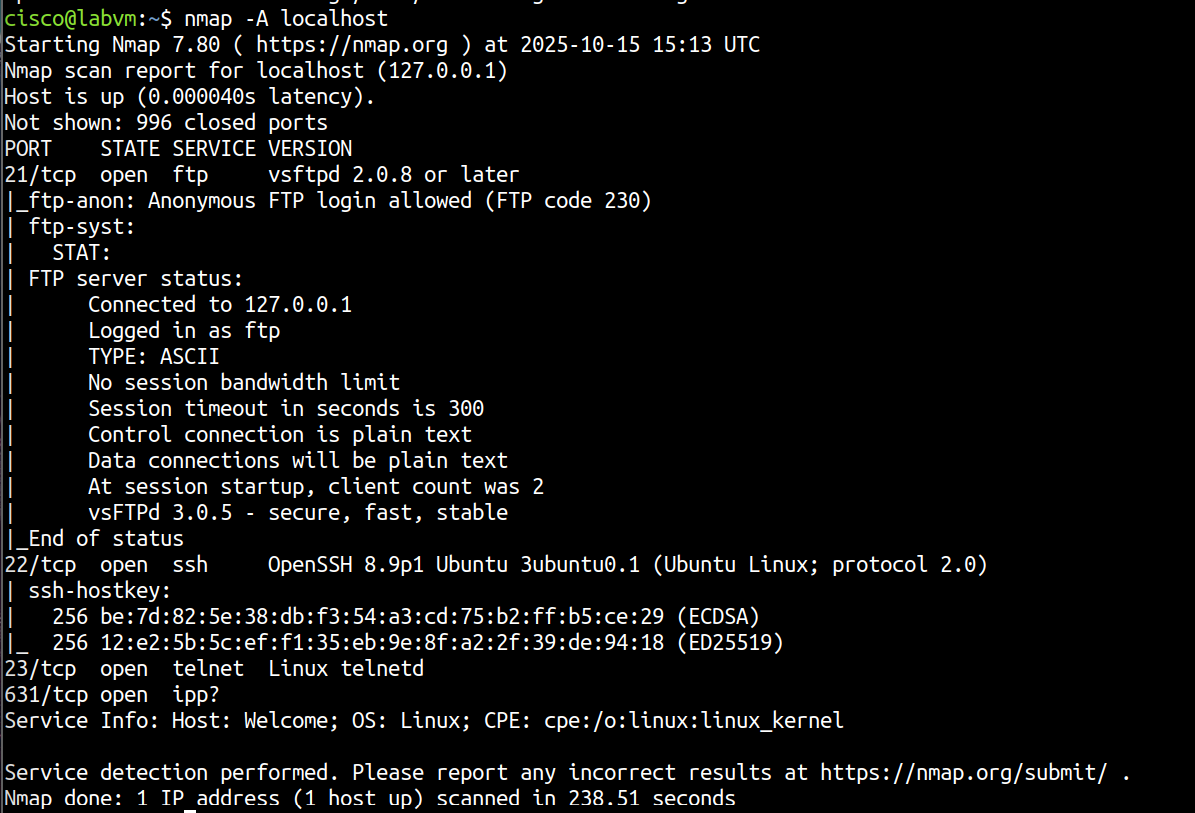 cisco@labvm:~$ nmap -A localhost
Starting Nmap 7.80 ( https://nmap.org ) at 2025-10-15 15:13 UTC
Nmap scan report for localhost (127.0.0.1)
Host is up (0.000040s latency).
Not shown: 996 closed ports
PORT    STATE SERVICE VERSION
21/tcp  open  ftp     vsftpd 2.0.8 or later
|_ftp-anon: Anonymous FTP login allowed (FTP code 230)
| ftp-syst:
|   STAT:
| FTP server status:
|      Connected to 127.0.0.1
|      Logged in as ftp
|      TYPE: ASCII
|      No session bandwidth limit
|      Session timeout in seconds is 300
|      Control connection is plain text
|      Data connections will be plain text
|      At session startup, client count was 2
|      vsFTPd 3.0.5 - secure, fast, stable
|_End of status
22/tcp  open  ssh     OpenSSH 8.9p1 Ubuntu 3ubuntu0.1 (Ubuntu Linux; protocol 2.0)
| ssh-hostkey:
|   256 be:7d:82:5e:38:db:f3:54:a3:cd:75:b2:ff:b5:ce:29 (ECDSA)
|_  256 12:e2:5b:5c:ef:f1:35:eb:9e:8f:a2:2f:39:de:94:18 (ED25519)
23/tcp  open  telnet  Linux telnetd
631/tcp open  ipp?
Service Info: Host: Welcome; OS: Linux; CPE: cpe:/o:linux:linux_kernel

Service detection performed. Please report any incorrect results at https://nmap.org/submit/ .
Nmap done: 1 IP address (1 host up) scanned in 238.51 seconds